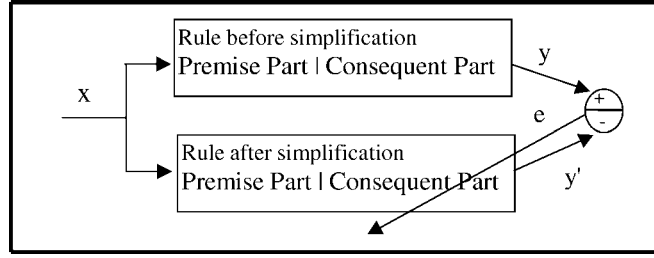 Rule before simplification
Premise Part | Consequent Part
y
x
+
-
e
Rule after simplification
Premise Part | Consequent Part
y'